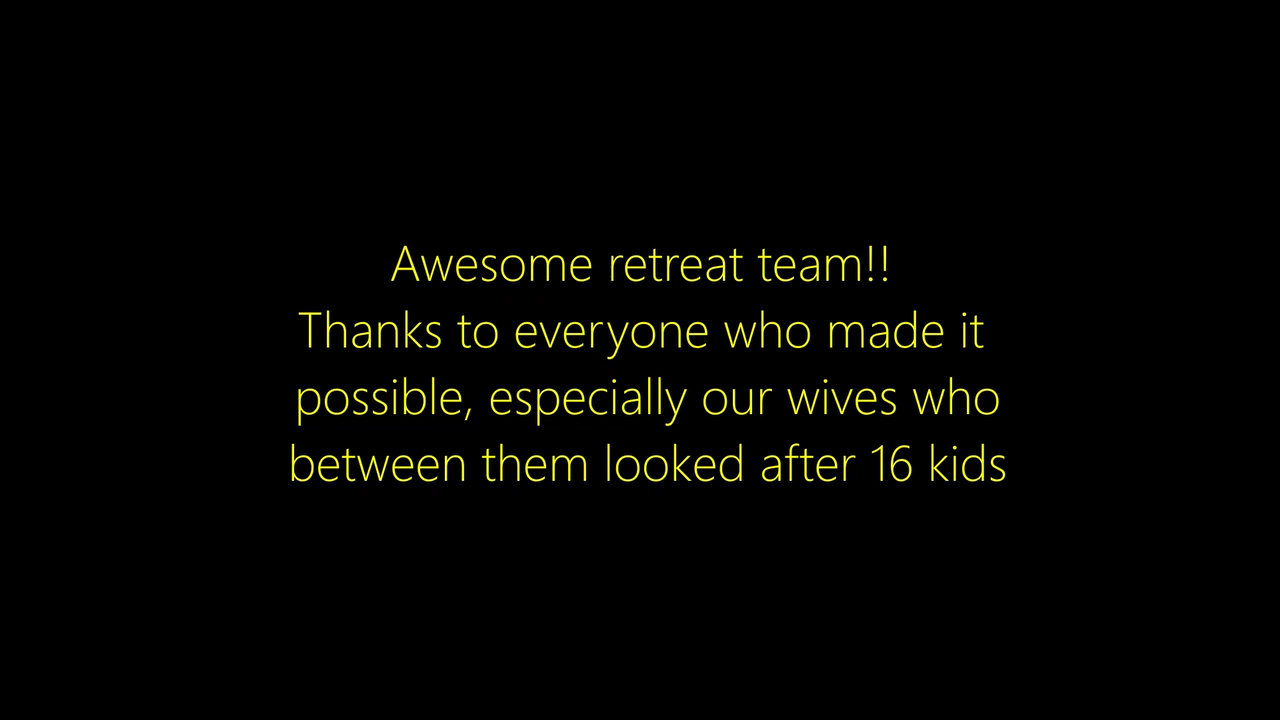 Awesome retreat team!!
Thanks to everyone who made it
possible, especially our wives who
between them looked after 16 kids